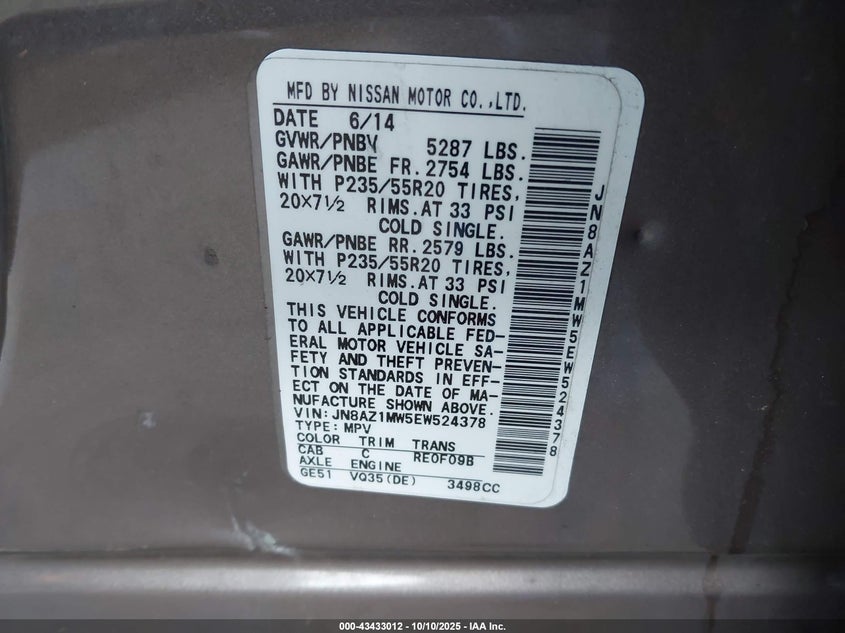 MFD BY NISSAN MOTOR CO.,LTD.
DATE 6/14
GVWR/PNBV 5287 LBS.
GAWR/PNBE FR. 2754 LBS.
WITH P235/55R20 TIRES,
20×7½ RIMS. AT 33 PSI
COLD SINGLE.
GAWR/PNBE RR. 2579 LBS.
WITH P235/55R20 TIRES,
20×7½ RIMS. AT 33 PSI
COLD SINGLE.
THIS VEHICLE CONFORMS
TO ALL APPLICABLE FED-
ERAL MOTOR VEHICLE SA-
FETY AND THEFT PREVEN-
TION STANDARDS IN EFF-
ECT ON THE DATE OF MA-
NUFACTURE SHOWN ABOVE.
VIN: JN8AZ1MW5EW524378
TYPE: MPV
COLOR TRIM TRANS
CAB C RE0F09B
AXLE ENGINE
GE51 VQ35(DE) 3498CC
JN8AZ1MW5EW524378
000-43433012 • 10/10/2025 • IAA Inc.